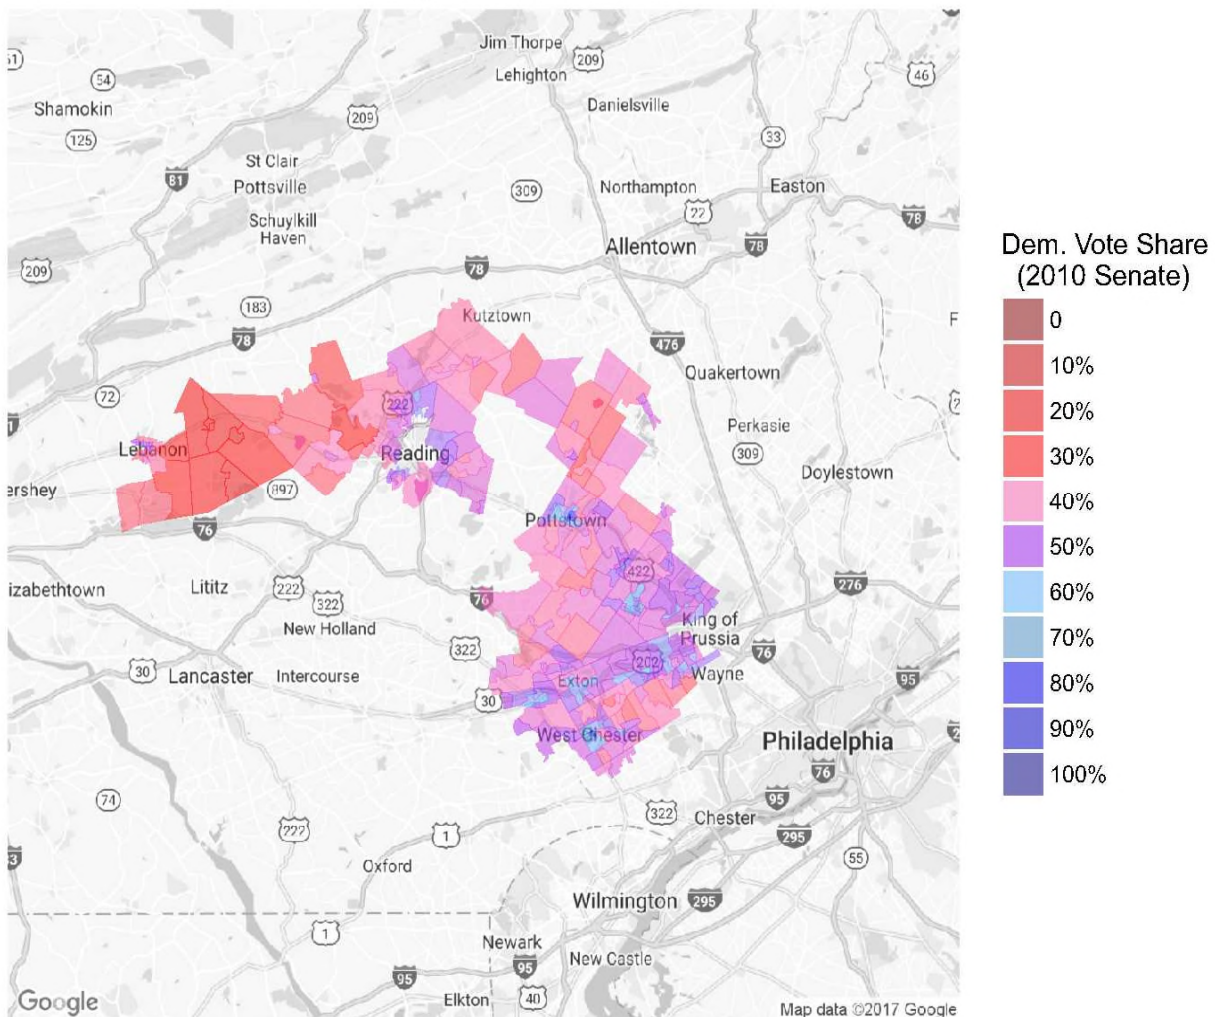 Jim Thorpe
209
Lehighton
46
54
Danielsville
Shamokin
209
33
125
St Clair
81
Pottsville
309
Northampton
Easton
22
Schuylkill
Haven
78
Allentown
78
209
78
183
Kutztown
78
476
72
222
Quakertown
Perkasie
Lebanon
Reading
309
Doylestown
ershey
897
76
Pottstown
422
276
izabethtown
Lititz
222
322
76
New Holland
King of
Prussia
322
76
30
202
Wayne
Lancaster
Intercourse
Exton
95
30
West Chester
Philadelphia
76
74
95
322
Chester
222
1
295
55
Oxford
Wilmington
295
1
Newark
New Castle
95
95
Elkton
40
Google
Map data ©2017 Google
Dem. Vote Share
(2010 Senate)
0
10%
20%
30%
40%
50%
60%
70%
80%
90%
100%